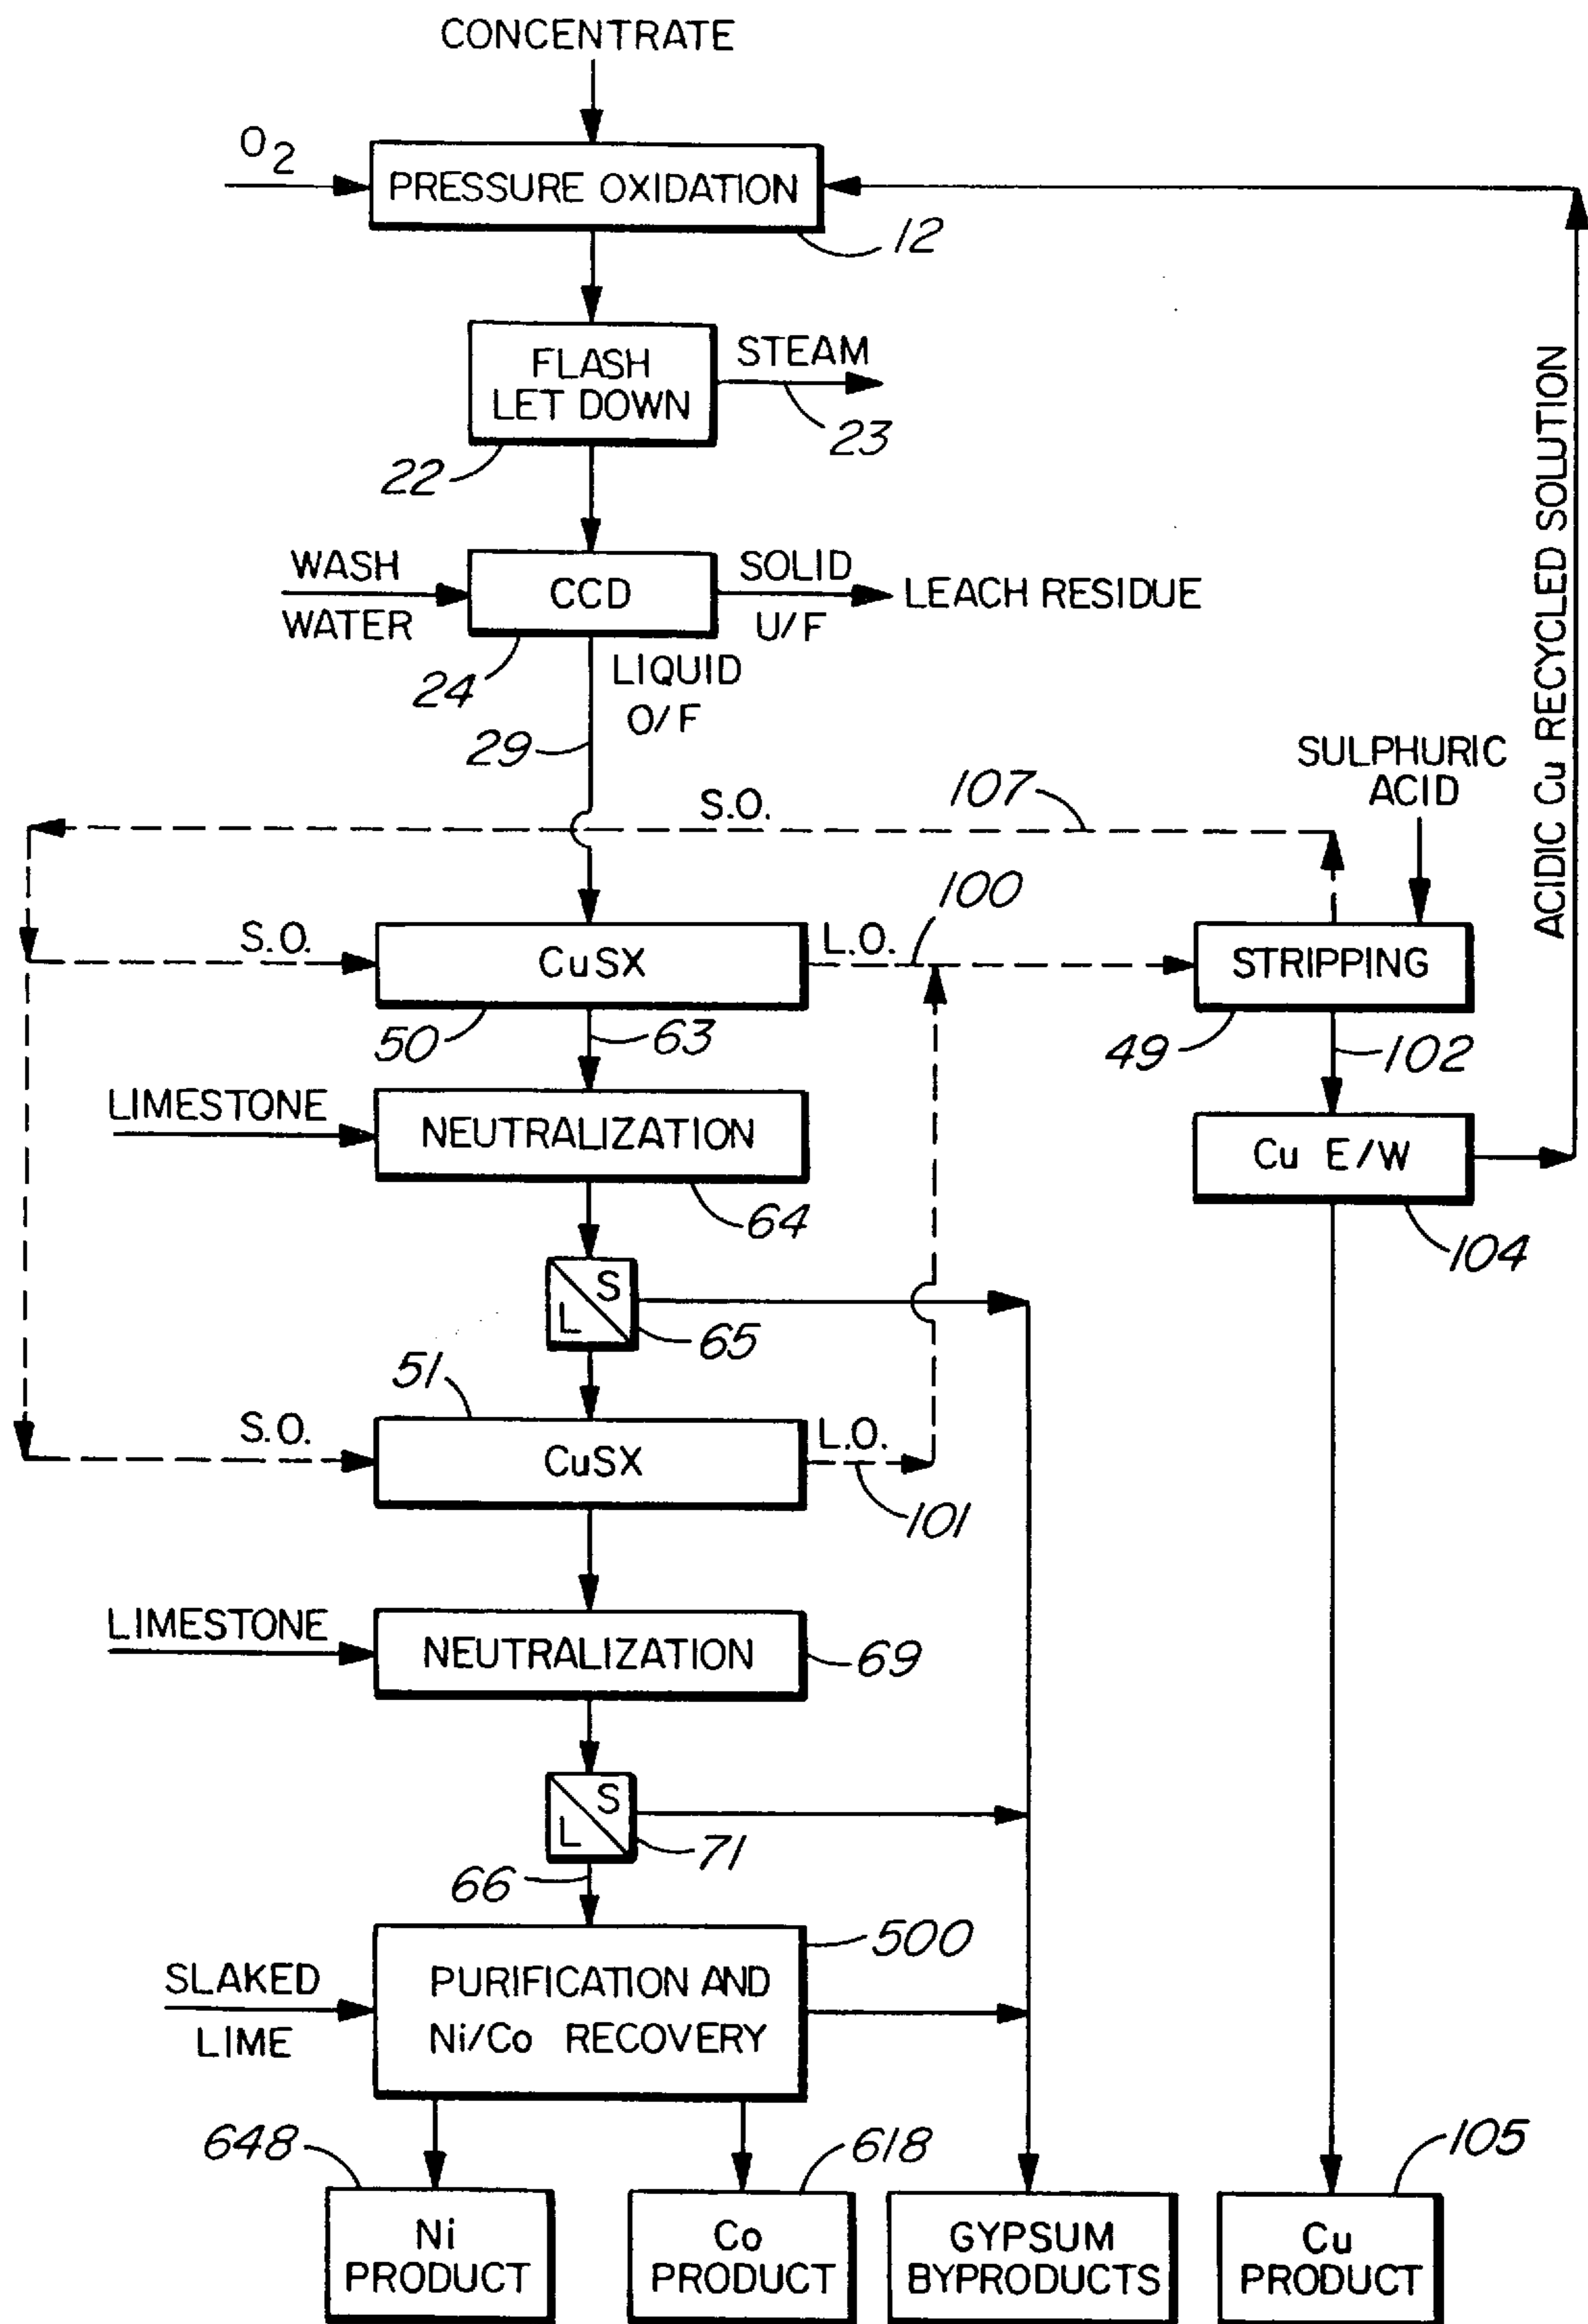 CONCENTRATE
O2
PRESSURE OXIDATION
12
FLASH
LET DOWN
STEAM
23
22
WASH
WATER
CCD
SOLID
U/F
LEACH RESIDUE
24
LIQUID
O/F
29
ACIDIC Cu RECYCLED SOLUTION
SULPHURIC
ACID
S.O.
107
S.O.
CuSX
L.O.
100
STRIPPING
50
63
49
102
LIMESTONE
NEUTRALIZATION
64
Cu E/W
104
S
L
65
51
S.O.
CuSX
L.O.
101
LIMESTONE
NEUTRALIZATION
69
S
L
71
66
500
SLAKED
LIME
PURIFICATION AND
Ni/Co RECOVERY
648
618
105
Ni
PRODUCT
Co
PRODUCT
GYPSUM
BYPRODUCTS
Cu
PRODUCT